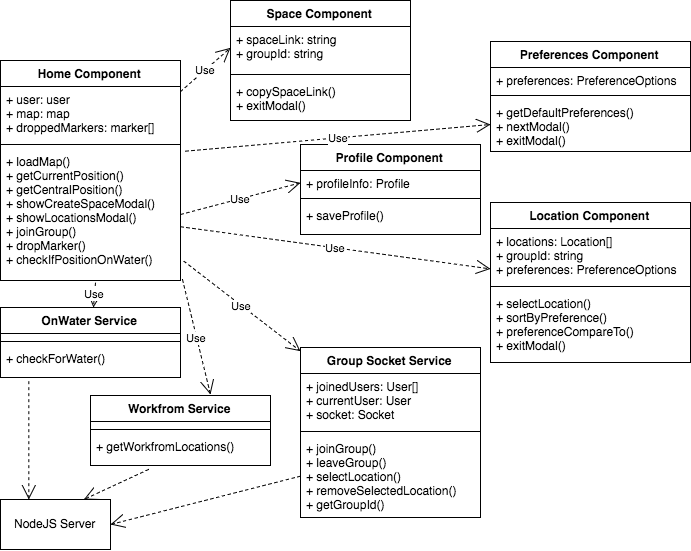 Space Component
+ spaceLink: string
+ groupId: string
+ copySpaceLink()
+ exitModal()
Preferences Component
+ preferences: PreferenceOptions
+ getDefaultPreferences()
+ nextModal()
+ exitModal()
Home Component
+ user: user
+ map: map
+ droppedMarkers: marker[]
+ loadMap()
+ getCurrentPosition()
+ getCentralPosition()
+ showCreateSpaceModal()
+ showLocationsModal()
+ joinGroup()
+ dropMarker()
+ checkIfPositionOnWater()
Use
Use
Profile Component
+ profileInfo: Profile
+ saveProfile()
Use
Location Component
+ locations: Location[]
+ groupId: string
+ preferences: PreferenceOptions
+ selectLocation()
+ sortByPreference()
+ preferenceCompareTo()
+ exitModal()
Use
Use
Use
Use
OnWater Service
+ checkForWater()
Group Socket Service
+ joinedUsers: User[]
+ currentUser: User
+ socket: Socket
+ joinGroup()
+ leaveGroup()
+ selectLocation()
+ removeSelectedLocation()
+ getGroupId()
Workfrom Service
+ getWorkfromLocations()
NodeJS Server